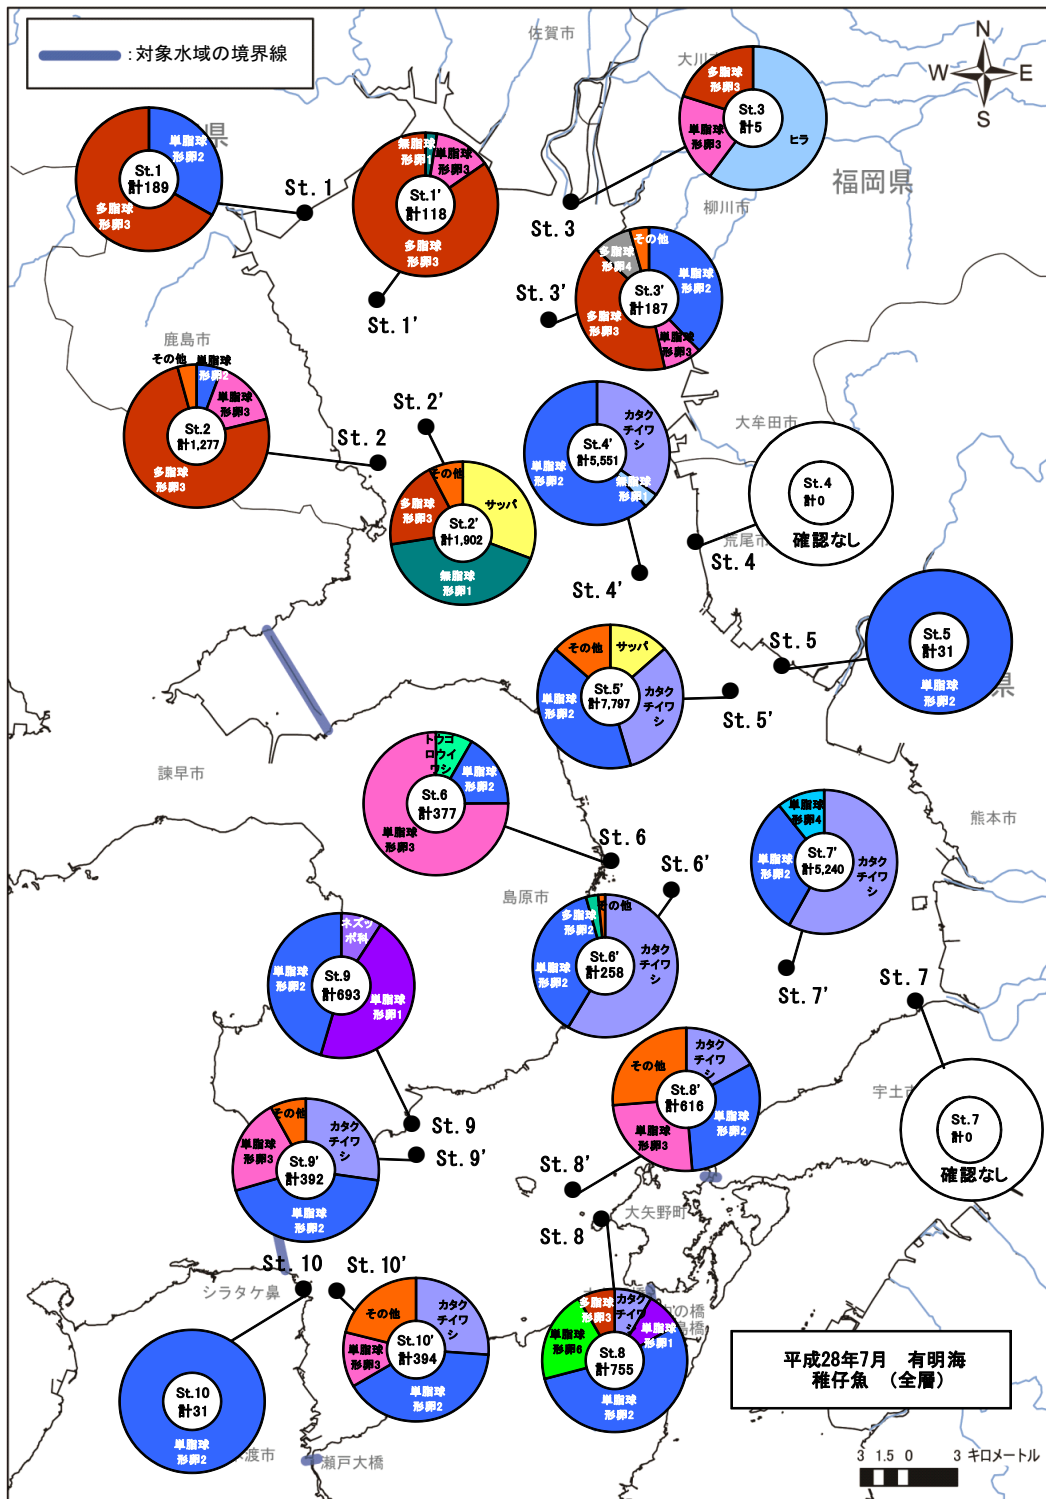 :対象水域の境界線
佐賀市
大川
N
W
E
S
多脂球
形卵3
単脂球
形卵3
ヒラ
St.3
計5
県
単脂球
形卵2
多脂球
形卵3
St.1
計189
St. 1
無脂球
形卵1
単脂球
形卵3
多脂球
形卵3
St.1'
計118
St. 1'
St. 3
福岡県
柳川市
St. 3'
多脂球
形卵4
その他
単脂球
形卵2
多脂球
形卵3
単脂球
形卵3
St.3'
計187
鹿島市
その他
単脂球
形卵2
単脂球
形卵3
多脂球
形卵3
St.2
計1,277
St. 2
St. 2'
その他
サッパ
多脂球
形卵3
無脂球
形卵1
St.2'
計1,902
カタク
チイワ
シ
単脂球
形卵2
無脂球
形卵1
St.4'
計5,551
St. 4'
大牟田市
St.4
計0
確認なし
荒尾市
St. 4
St. 5
St.5
計31
単脂球
形卵2
県
その他
サッパ
カタク
チイワ
シ
単脂球
形卵2
St.5'
計7,797
St. 5'
諫早市
トウゴ
ロウイ
ワシ
単脂球
形卵2
単脂球
形卵3
St.6
計377
St. 6
St. 6'
島原市
多脂球
形卵2
その他
カタク
チイワ
シ
単脂球
形卵2
St.6'
計258
単脂球
形卵4
単脂球
形卵2
カタク
チイワ
シ
St.7'
計5,240
St. 7'
熊本市
St. 7
宇土市
St.7
計0
確認なし
ネズッ
ポ科
単脂球
形卵2
単脂球
形卵1
St.9
計693
St. 9
St. 9'
その他
カタク
チイワ
シ
単脂球
形卵3
単脂球
形卵2
St.9'
計392
その他
カタク
チイワ
シ
単脂球
形卵3
単脂球
形卵2
St.8'
計616
St. 8'
大矢野町
St. 8
St. 10
St. 10'
シラタケ鼻
その他
カタク
チイワ
シ
単脂球
形卵3
単脂球
形卵2
St.10'
計394
多脂球
形卵3
カタク
チイワ
シ
単脂球
形卵1
単脂球
形卵6
単脂球
形卵2
St.8
計755
の橋
島橋
St.10
計31
単脂球
形卵2
渡市
瀬戸大橋
平成28年7月 有明海
稚仔魚 （全層）
3 1.5 0 3 キロメートル